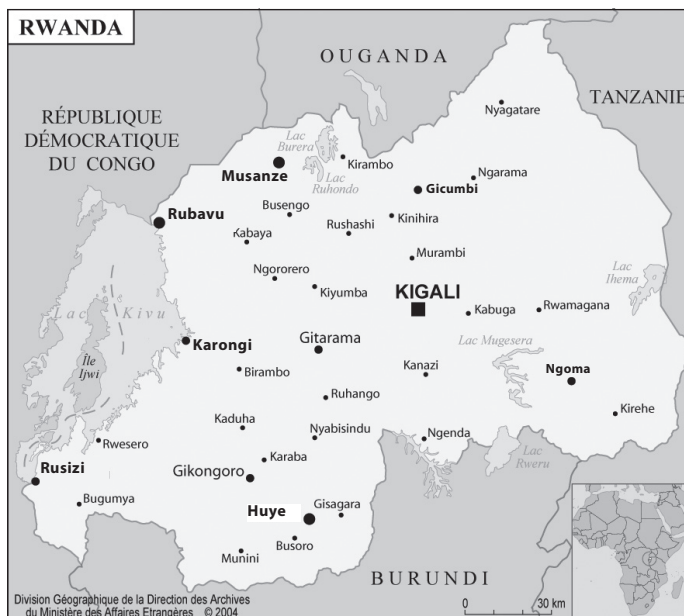 RWANDA
OUGANDA
TANZANIE
RÉPUBLIQUE
DÉMOCRATIQUE
DU CONGO
Nyagatare
Lac
Burera
Kirambo
Musanze
Lac
Ruhondo
Ngarama
Gicumbi
Busengo
Kinihira
Rubavu
Rushashi
Kabaya
Murambi
Ngororero
Lac
Ihema
Kiyumba
KIGALI
Kabuga
Rwamagana
Lac Kivu
Lac Mugesera
Karongi
Gitarama
Île
Ijwi
Birambo
Kanazi
Ngoma
Ruhango
Kirehe
Kaduha
Nyabisindu
Ngenda
Rwesero
Karaba
Lac
Rweru
Rusizi
Gikongoro
Bugumya
Huye
Gisagara
Busoro
Munini
BURUNDI
Division Géographique de la Direction des Archives
du Ministère des Affaires Etrangères © 2004
0
30 km